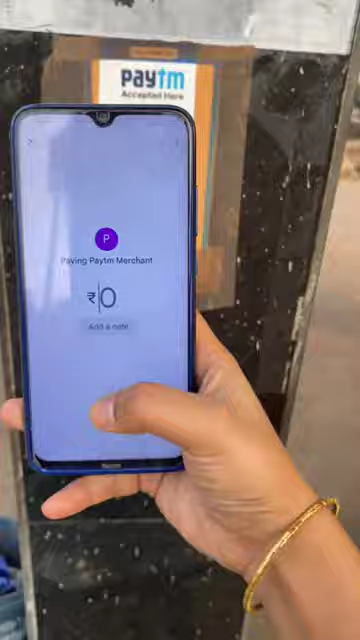 paytm
Accepted Here
P
Paying Paytm Merchant
₹0
Add a note